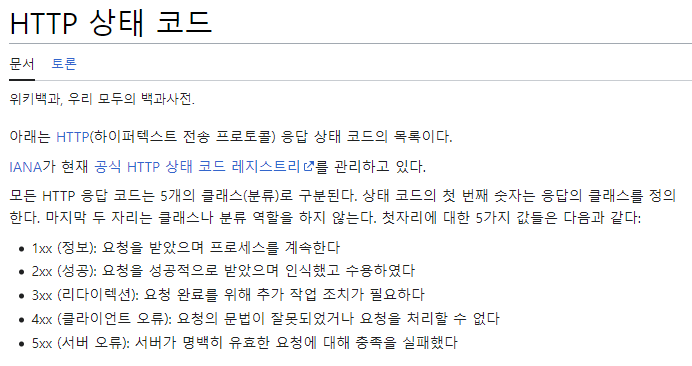 HTTP 상태 코드
문서 토론
위키백과, 우리 모두의 백과사전.
아래는 HTTP(하이퍼텍스트 전송 프로토콜) 응답 상태 코드의 목록이다.
IANA가 현재 공식 HTTP 상태 코드 레지스트리를 관리하고 있다.
모든 HTTP 응답 코드는 5개의 클래스(분류)로 구분된다. 상태 코드의 첫 번째 숫자는 응답의 클래스를 정의
한다. 마지막 두 자리는 클래스나 분류 역할을 하지 않는다. 첫자리에 대한 5가지 값들은 다음과 같다:
• 1xx (정보): 요청을 받았으며 프로세스를 계속한다
• 2xx (성공): 요청을 성공적으로 받았으며 인식했고 수용하였다
• 3xx (리다이렉션): 요청 완료를 위해 추가 작업 조치가 필요하다
• 4xx (클라이언트 오류): 요청의 문법이 잘못되었거나 요청을 처리할 수 없다
• 5xx (서버 오류): 서버가 명백히 유효한 요청에 대해 충족을 실패했다